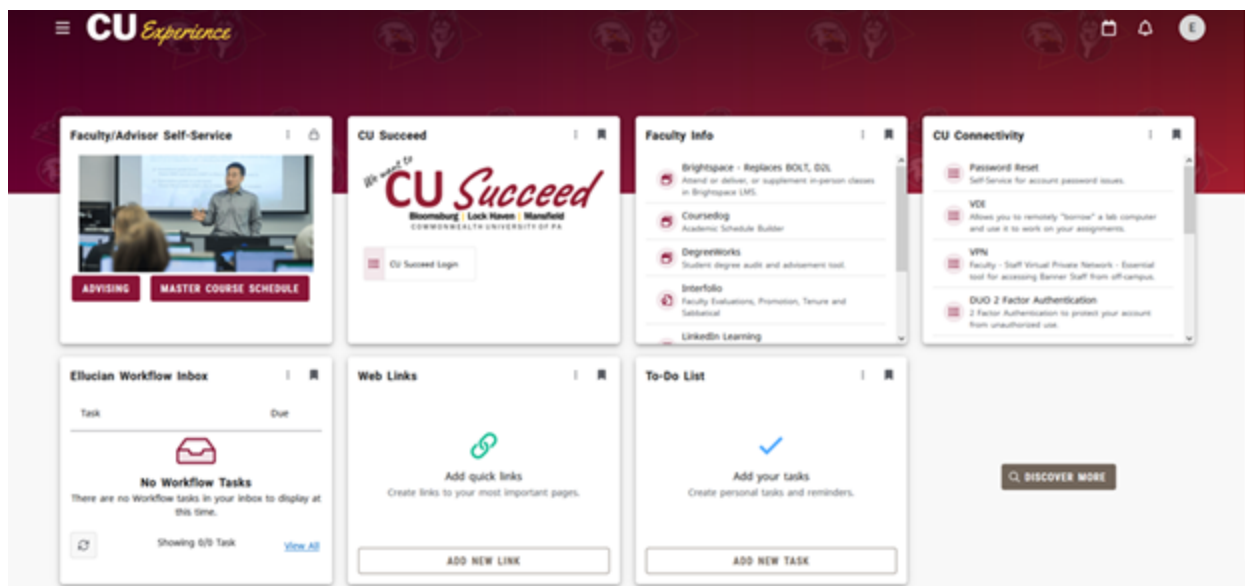 CU Experience
E
Faculty/Advisor Self-Service
ADVISING
MASTER COURSE SCHEDULE
CU Succeed
We want to
CU Succeed
Bloomsburg | Lock Haven | Mansfield
COMMONWEALTH UNIVERSITY OF PA
CU Succeed Login
Faculty Info
Brightspace - Replaces BOLT, D2L
Attend or deliver, or supplement in-person classes
in Brightspace LMS.
Coursedog
Academic Schedule Builder
DegreeWorks
Student degree audit and advisement tool.
Interfolio
Faculty Evaluations, Promotion, Tenure and
Sabbatical
LinkedIn Learning
CU Connectivity
Password Reset
Self-Service for account password issues.
VDI
Allows you to remotely "borrow" a lab computer
and use it to work on your assignments.
VPN
Faculty - Staff Virtual Private Network - Essential
tool for accessing Banner Staff from off-campus.
DUO 2 Factor Authentication
2 Factor Authentication to protect your account
from unauthorized use.
Ellucian Workflow Inbox
Task Due
No Workflow Tasks
There are no Workflow tasks in your inbox to display at
this time.
Showing 0/0 Task
View All
Web Links
Add quick links
Create links to your most important pages.
ADD NEW LINK
To-Do List
Add your tasks
Create personal tasks and reminders.
ADD NEW TASK
DISCOVER MORE